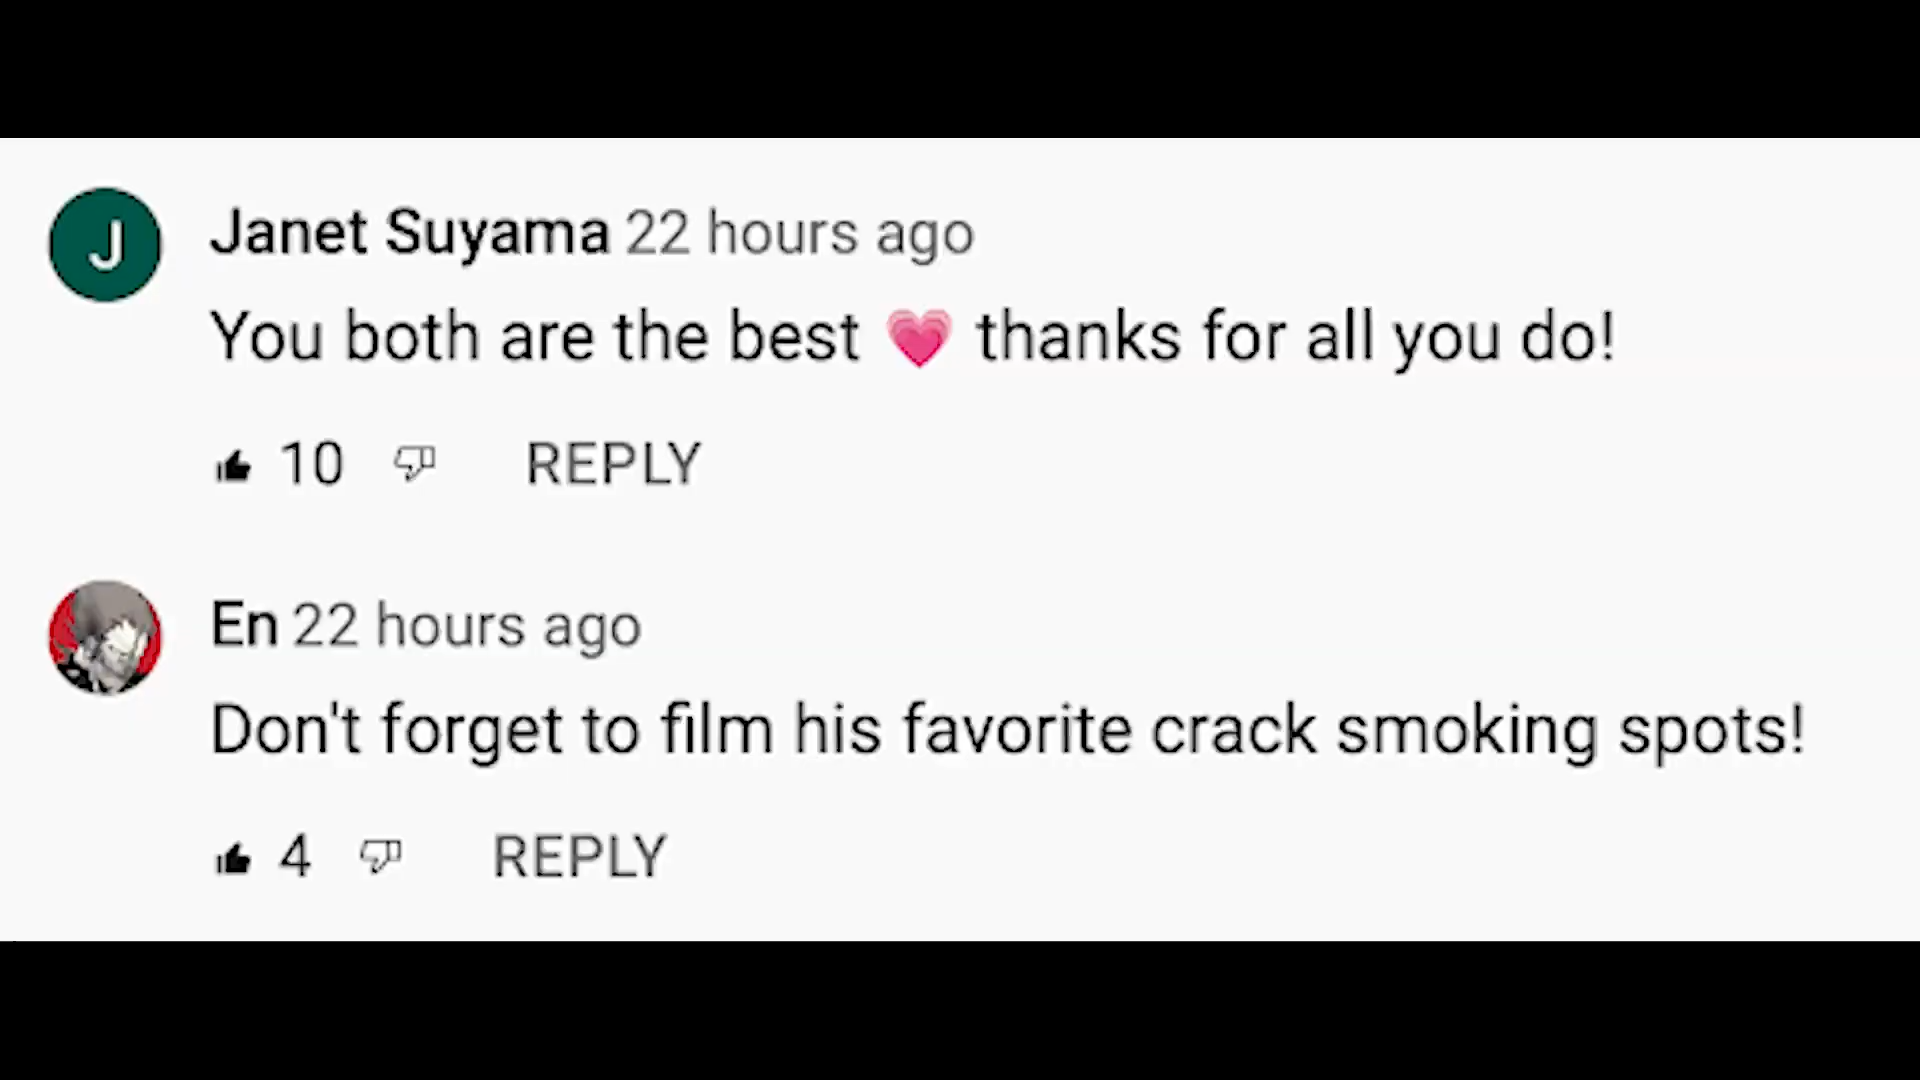 J
Janet Suyama 22 hours ago
You both are the best 💗 thanks for all you do!
10 REPLY
En 22 hours ago
Don't forget to film his favorite crack smoking spots!
4 REPLY